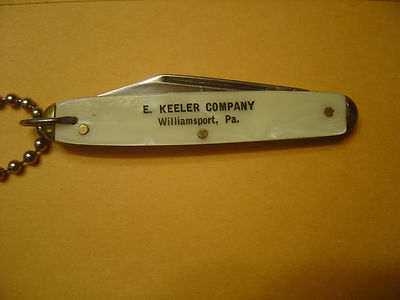 E. KEELER COMPANY
Williamsport, Pa.